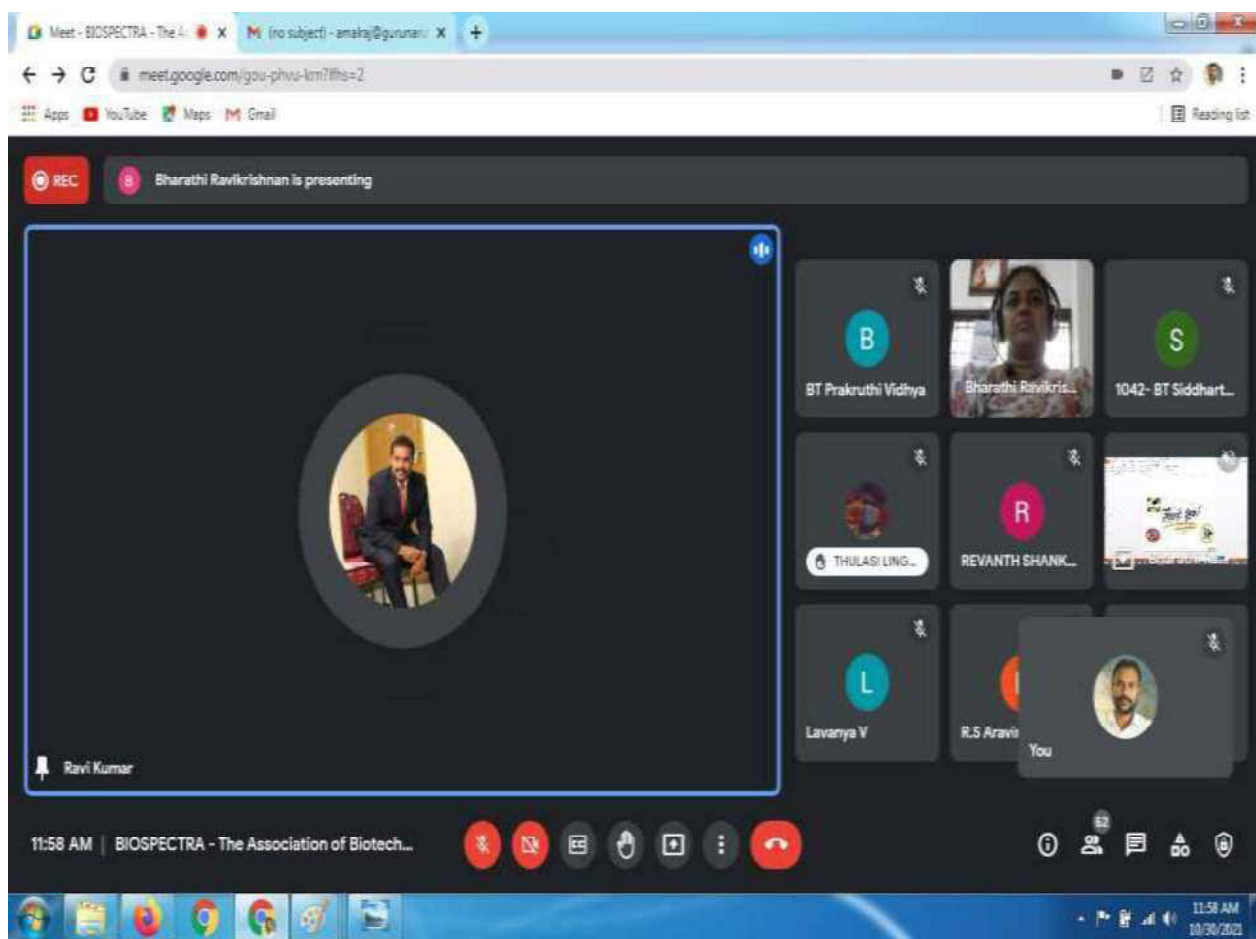 Meet - BIOSPECTRA - The A
(no subject) - amalraj@gurunan
meet.google.com/gou-phvu-krn?lfhs=2
Apps YouTube Maps Gmail
Reading list
REC
B
Bharathi Ravikrishnan is presenting
B
BT Prakruthi Vidhya
Bharathi Ravikris...
S
1042- BT Siddhart...
THULASI LING...
R
REVANTH SHANK...
L
Lavanya V
R.S Aravi
You
Ravi Kumar
11:58 AM | BIOSPECTRA - The Association of Biotech...
CC
52
11:58 AM
10/30/2021